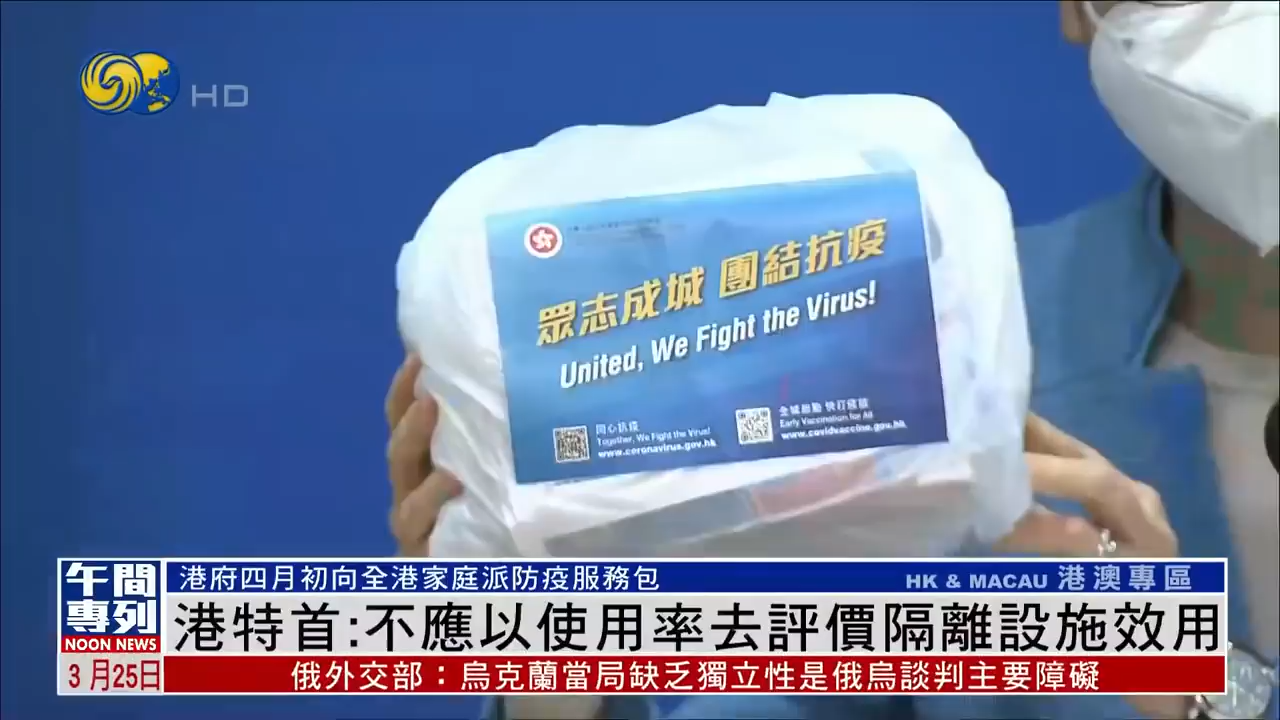 HD
眾志成城 團結抗疫
United, We Fight the Virus!
同心抗疫
Together, We Fight the Virus!
www.coronavirus.gov.hk
全城起動 快打疫苗
Early Vaccination for All
www.covidvaccine.gov.hk
午間專列
NOON NEWS
3月25日
港府四月初向全港家庭派防疫服務包
HK & MACAU 港澳專區
港特首:不應以使用率去評價隔離設施效用
俄外交部：烏克蘭當局缺乏獨立性是俄烏談判主要障礙